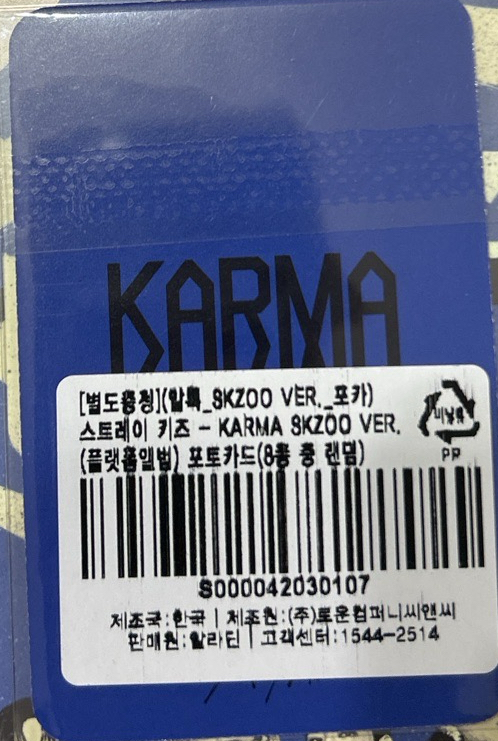 KARMA
[별도증정](알특_SKZOO VER._포카)
스트레이 키즈 - KARMA SKZOO VER.
(플랫폼앨범) 포토카드(8종 중 랜덤)
비닐류
PP
S000042030107
제조국:한국 | 제조원:(주)로운컴퍼니씨앤씨
판매원:알라딘 | 고객센터:1544-2514